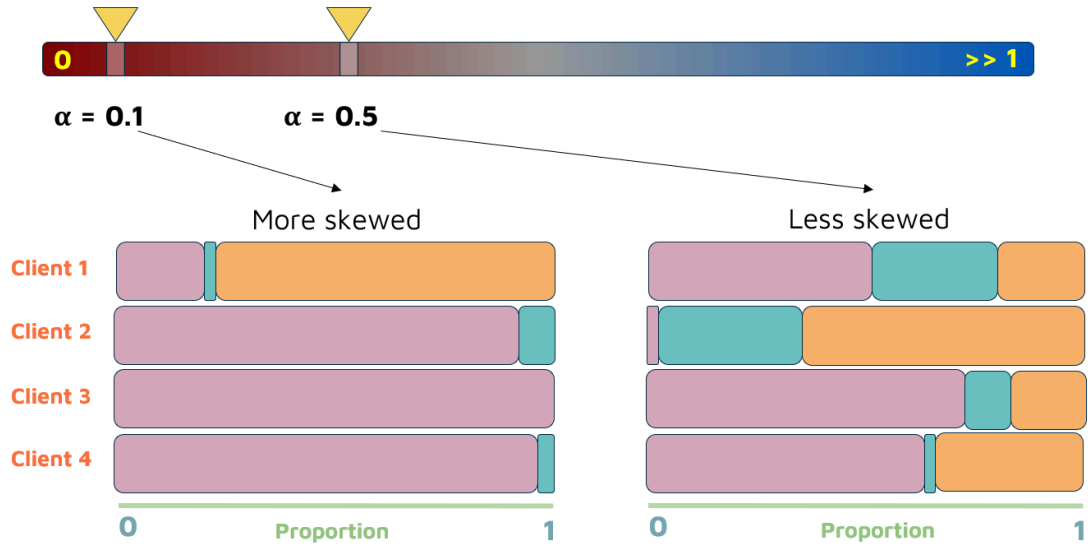 0
>> 1
α = 0.1
α = 0.5
More skewed
Less skewed
Client 1
Client 2
Client 3
Client 4
0
Proportion
1
0
Proportion
1